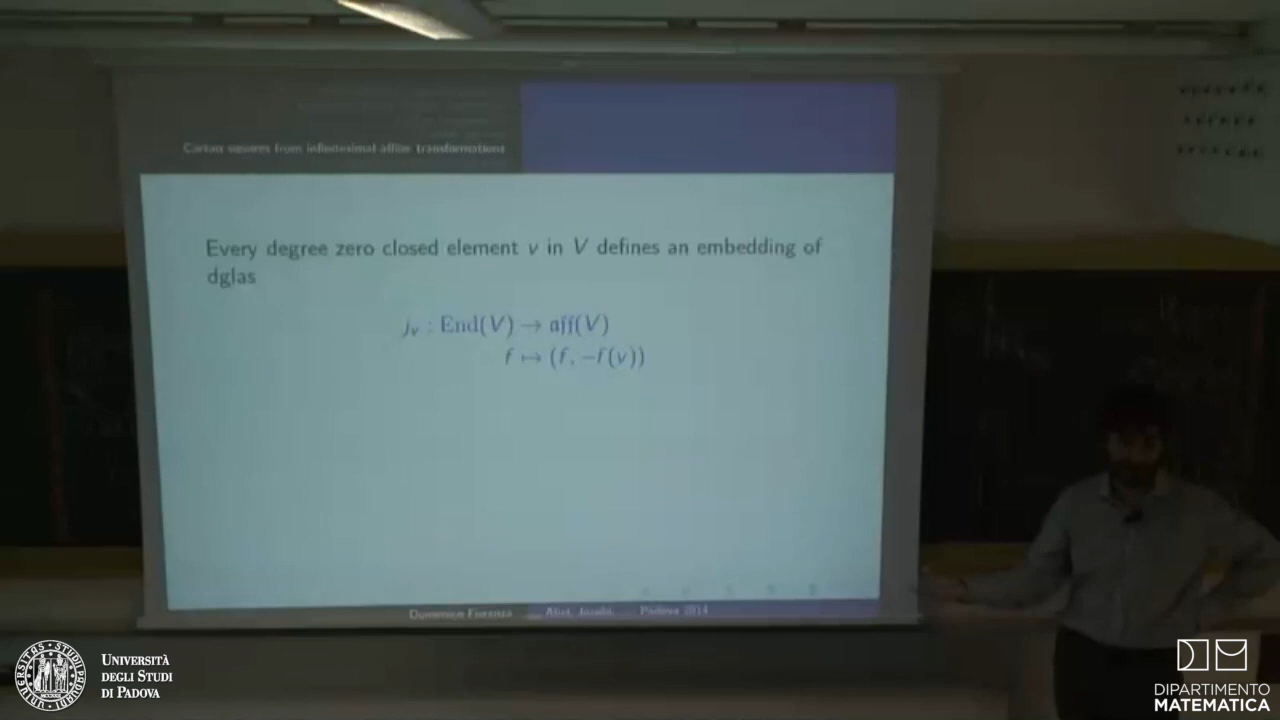 Cartan squares from infinitesimal affine transformations
Every degree zero closed element v in V defines an embedding of
dglas
j_v : End(V) → aff(V)
f ↦ (f, −f(v))
Domenico Fiorenza
Padova 2014
UNIVERSITÀ
DEGLI STUDI
DI PADOVA
DIPARTIMENTO
MATEMATICA